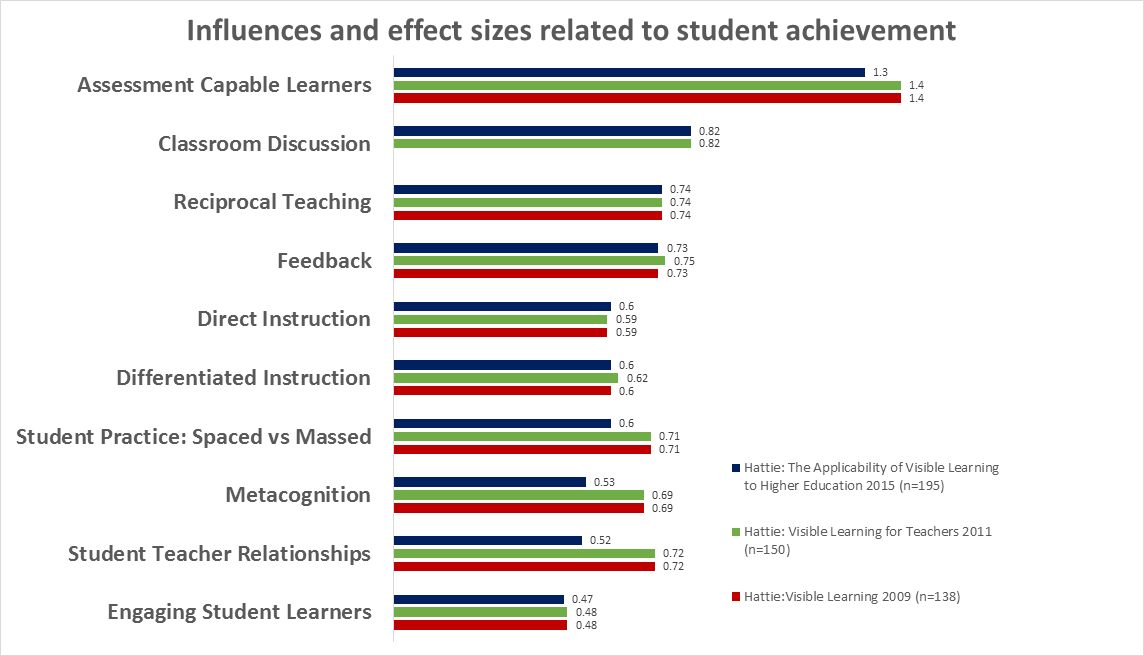 Influences and effect sizes related to student achievement
Assessment Capable Learners
1.3
1.4
1.4
Classroom Discussion
0.82
0.82
Reciprocal Teaching
0.74
0.74
0.74
Feedback
0.73
0.75
0.73
Direct Instruction
0.6
0.59
0.59
Differentiated Instruction
0.6
0.62
0.6
Student Practice: Spaced vs Massed
0.6
0.71
0.71
Metacognition
0.53
0.69
0.69
Student Teacher Relationships
0.52
0.72
0.72
Engaging Student Learners
0.47
0.48
0.48
Hattie: The Applicability of Visible Learning
to Higher Education 2015 (n=195)
Hattie: Visible Learning for Teachers 2011
(n=150)
Hattie:Visible Learning 2009 (n=138)